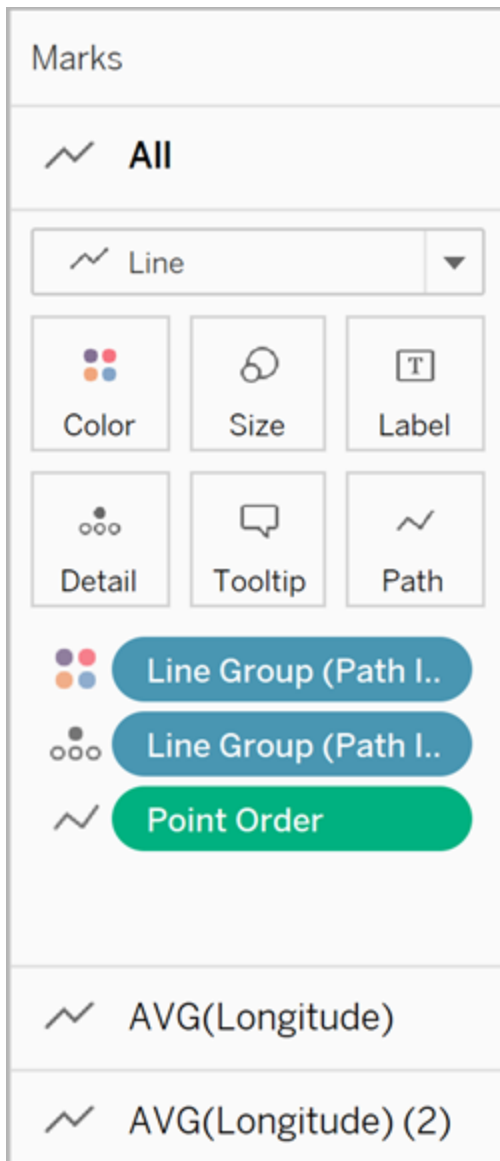 Marks
All
Line
Color Size Label
Detail Tooltip Path
Line Group (Path I..
Line Group (Path I..
Point Order
AVG(Longitude)
AVG(Longitude) (2)